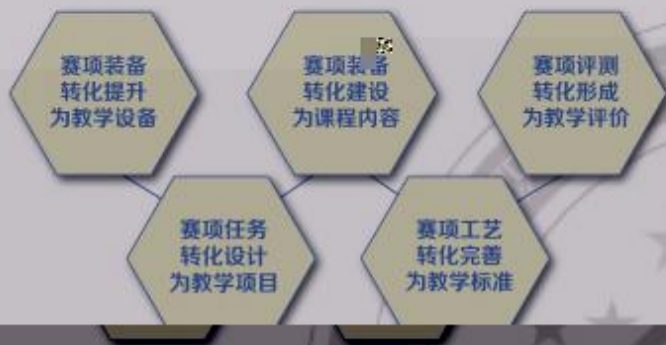 赛项装备
转化提升
为教学设备
赛项装备
转化建设
为课程内容
赛项评测
转化形成
为教学评价
赛项任务
转化设计
为教学项目
赛项工艺
转化完善
为教学标准